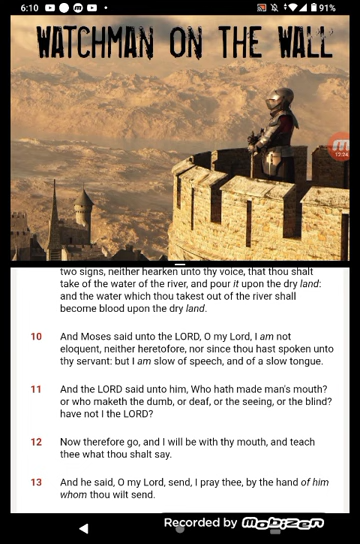 6:10
91%
WATCHMAN ON THE WALL
19:24
two signs, neither hearken unto thy voice, that thou shalt
take of the water of the river, and pour it upon the dry land:
and the water which thou takest out of the river shall
become blood upon the dry land.
10 And Moses said unto the LORD, O my Lord, I am not
eloquent, neither heretofore, nor since thou hast spoken unto
thy servant: but I am slow of speech, and of a slow tongue.
11 And the LORD said unto him, Who hath made man's mouth?
or who maketh the dumb, or deaf, or the seeing, or the blind?
have not I the LORD?
12 Now therefore go, and I will be with thy mouth, and teach
thee what thou shalt say.
13 And he said, O my Lord, send, I pray thee, by the hand of him
whom thou wilt send.
Recorded by Mobizen